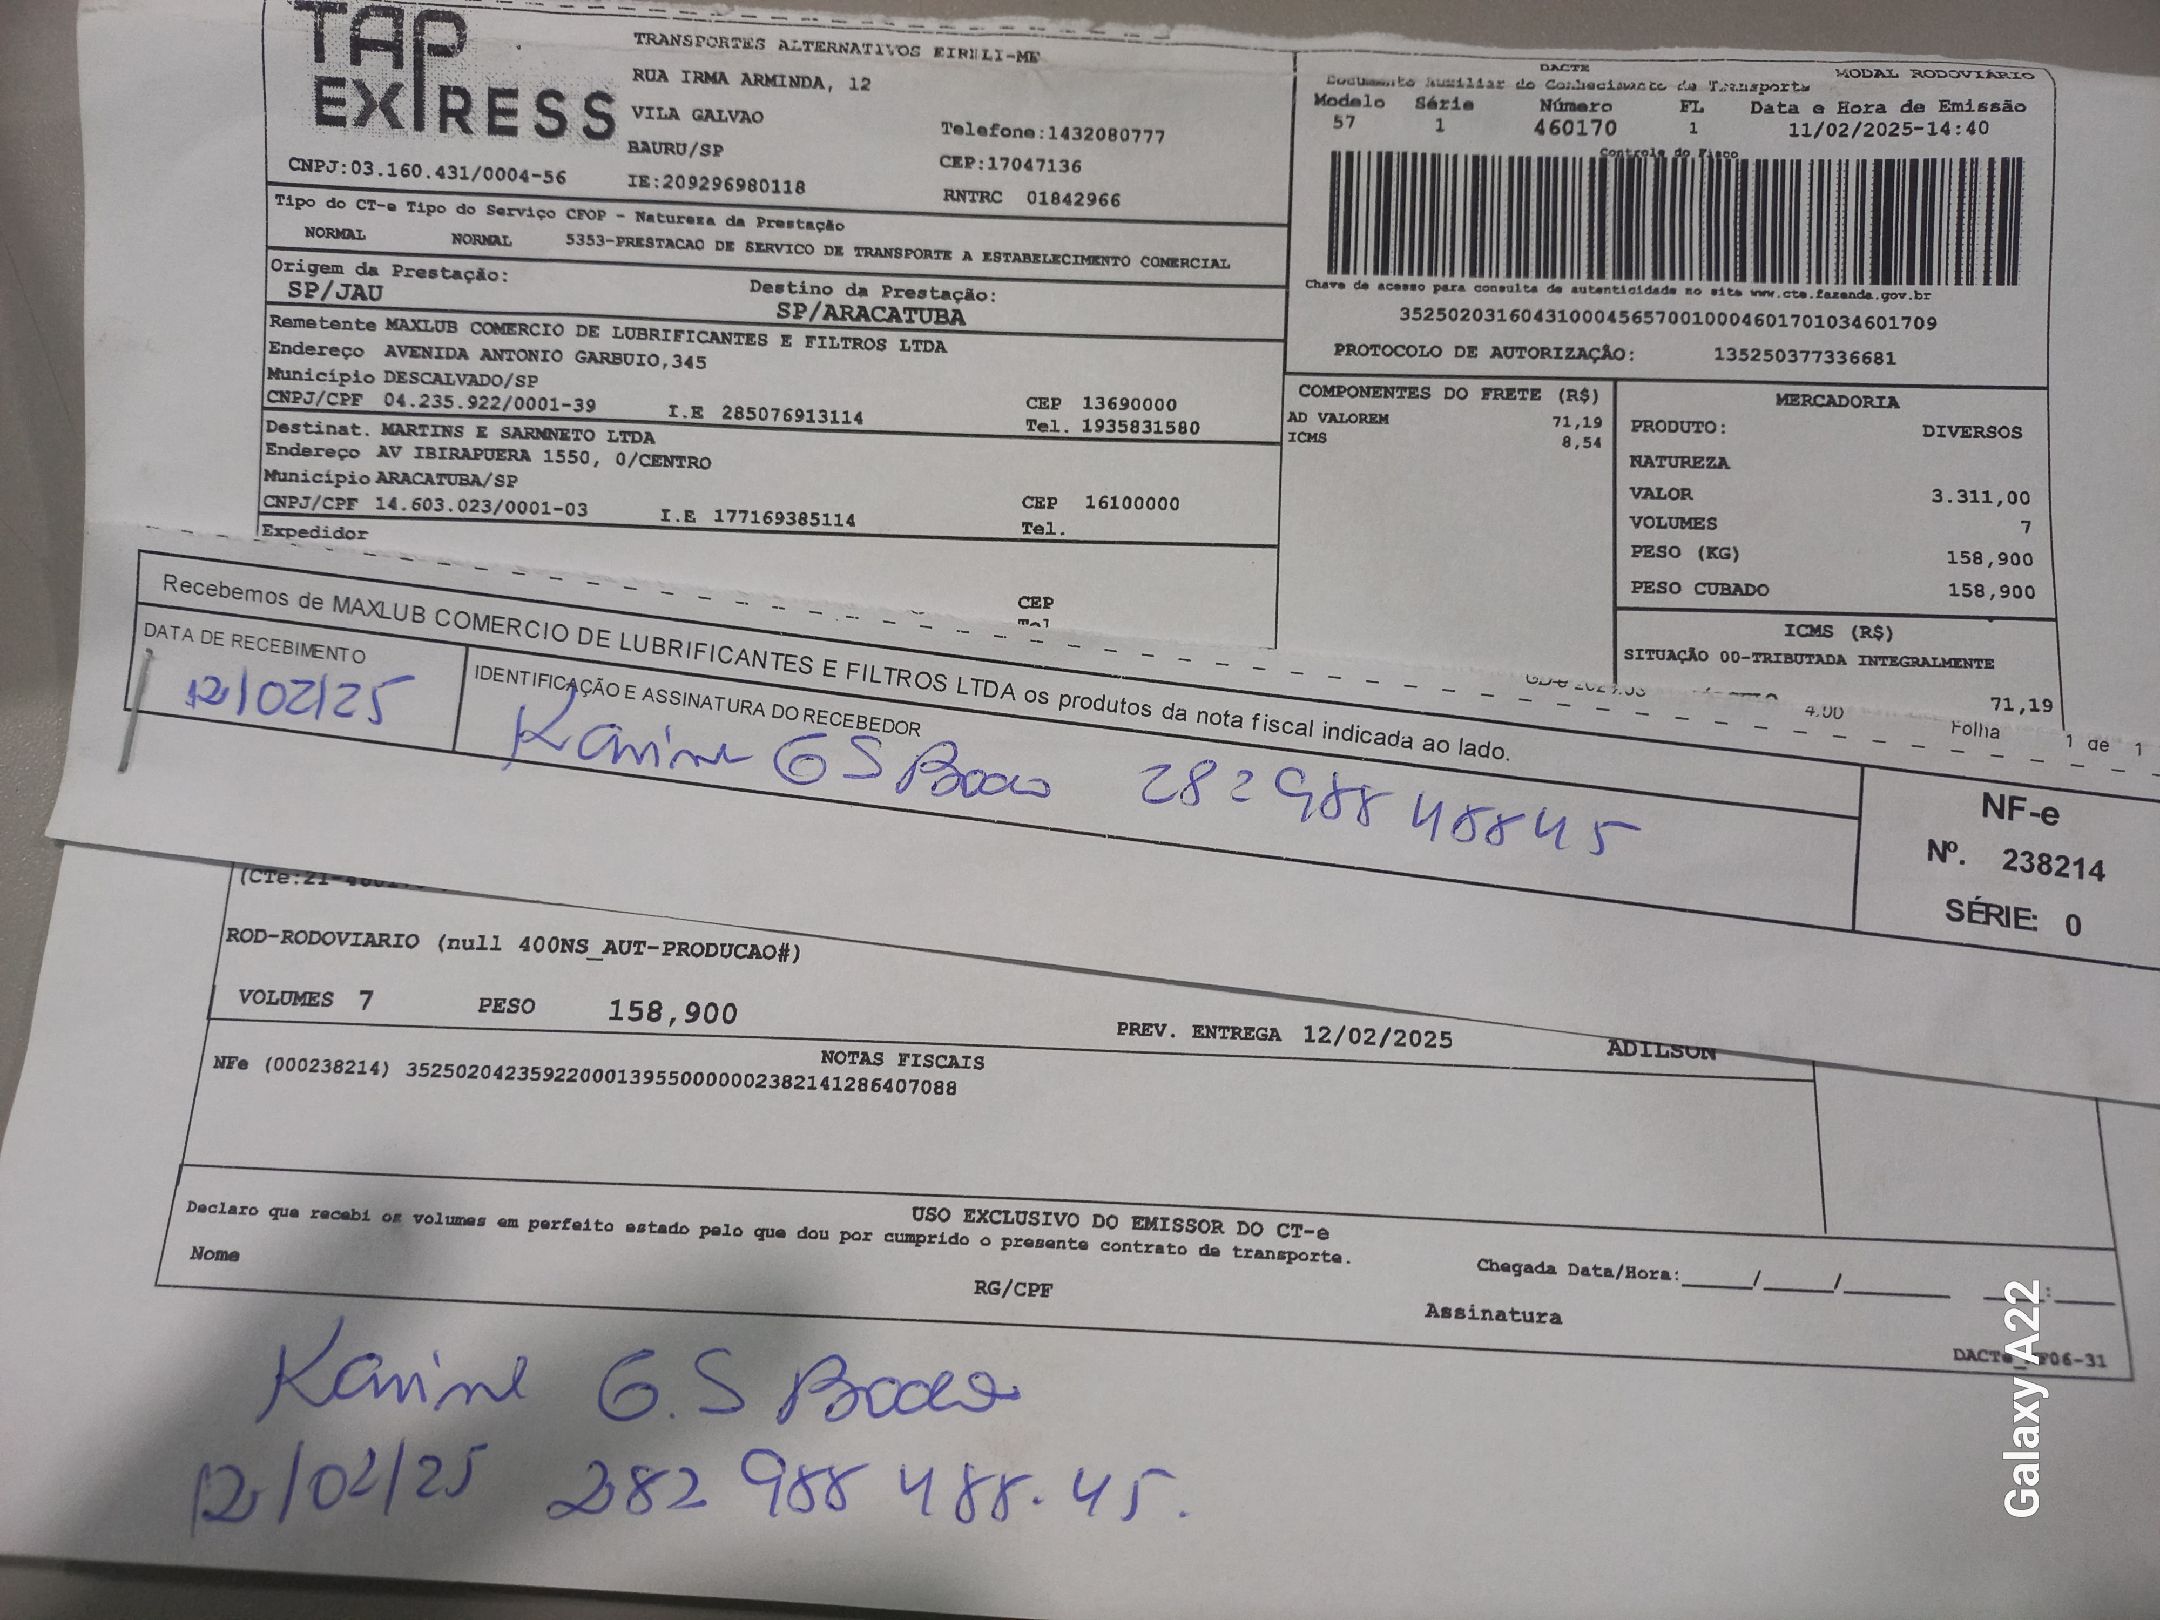 TAP EXPRESS
TRANSPORTES ALTERNATIVOS EIRELI-ME
RUA IRMA ARMINDA, 12
VILA GALVAO
BAURU/SP
Telefone:1432080777
CEP:17047136
CNPJ:03.160.431/0004-56
IE:209296980118
RNTRC 01842966
Tipo do CT-e Tipo do Serviço CFOP - Natureza da Prestação
NORMAL NORMAL 5353-PRESTACAO DE SERVICO DE TRANSPORTE A ESTABELECIMENTO COMERCIAL
Origem da Prestação:
SP/JAU
Destino da Prestação:
SP/ARACATUBA
Remetente MAXLUB COMERCIO DE LUBRIFICANTES E FILTROS LTDA
Endereço AVENIDA ANTONIO GARBUIO,345
Município DESCALVADO/SP
CNPJ/CPF 04.235.922/0001-39 I.E 285076913114
CEP 13690000
Tel. 1935831580
Destinat. MARTINS E SARMNETO LTDA
Endereço AV IBIRAPUERA 1550, 0/CENTRO
Município ARACATUBA/SP
CNPJ/CPF 14.603.023/0001-03 I.E 177169385114
CEP 16100000
Tel.
Expedidor
CEP
Tel
DACTE
MODAL RODOVIÁRIO
Documento Auxiliar do Conhecimento de Transporte
Modelo Série Número FL Data e Hora de Emissão
57 1 460170 1 11/02/2025-14:40
Controle do Fisco
Chave de acesso para consulta de autenticidade no site www.cte.fazenda.gov.br
35250203160431000456570010004601701034601709
PROTOCOLO DE AUTORIZAÇÃO: 135250377336681
COMPONENTES DO FRETE (R$)
AD VALOREM 71,19
ICMS 8,54
MERCADORIA
PRODUTO: DIVERSOS
NATUREZA
VALOR 3.311,00
VOLUMES 7
PESO (KG) 158,900
PESO CUBADO 158,900
ICMS (R$)
SITUAÇÃO 00-TRIBUTADA INTEGRALMENTE
71,19
4.00
Folha 1 de 1
Recebemos de MAXLUB COMERCIO DE LUBRIFICANTES E FILTROS LTDA os produtos da nota fiscal indicada ao lado.
DATA DE RECEBIMENTO
12/02/25
IDENTIFICAÇÃO E ASSINATURA DO RECEBEDOR
Karine G S 282 988 488 45
NF-e
Nº. 238214
SÉRIE: 0
ROD-RODOVIARIO (null 400NS_AUT-PRODUCAO#)
VOLUMES 7 PESO 158,900
PREV. ENTREGA 12/02/2025 ADILSON
NOTAS FISCAIS
NFe (000238214) 35250204235922000139550000002382141286407088
USO EXCLUSIVO DO EMISSOR DO CT-e
Declaro que recebi os volumes em perfeito estado pelo que dou por cumprido o presente contrato de transporte.
Nome
RG/CPF
Chegada Data/Hora:____/____/______ ___:____
Assinatura
06-31
Karine G.S
12/02/25 282 988 488.45.
Galaxy A22